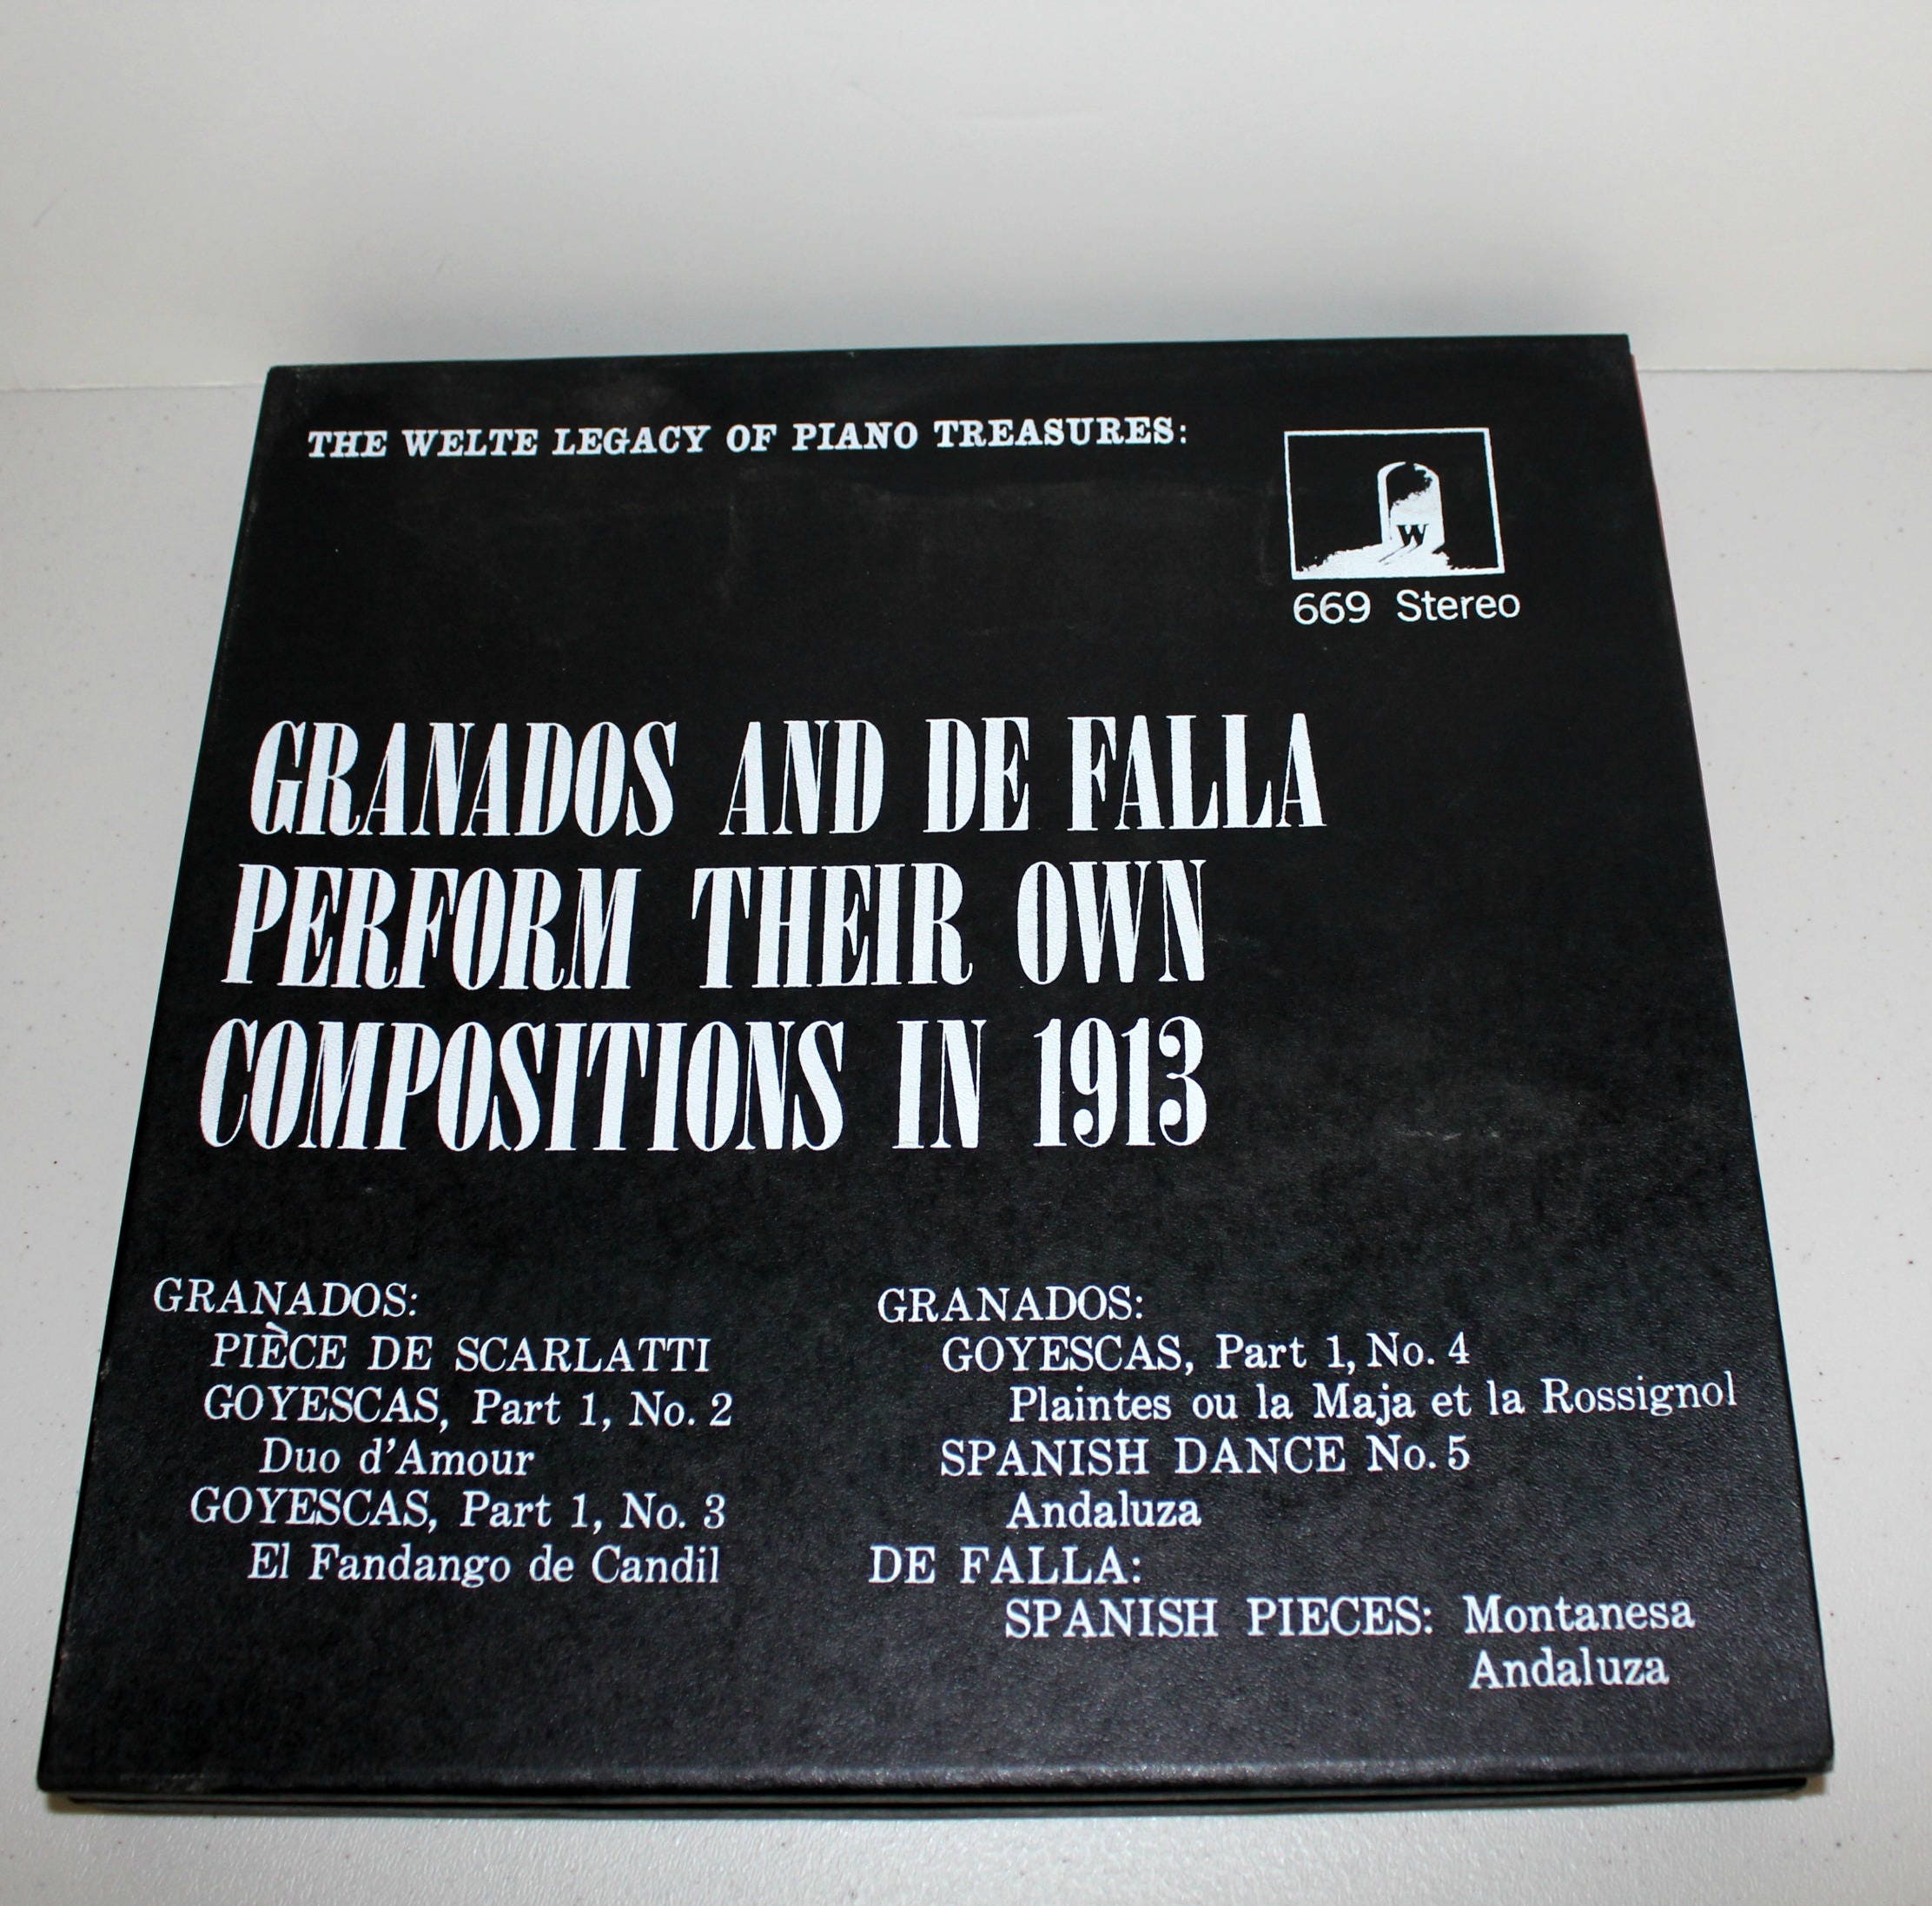 THE WELTE LEGACY OF PIANO TREASURES:
W
669 Stereo
GRANADOS AND DE FALLA
PERFORM THEIR OWN
COMPOSITIONS IN 1913
GRANADOS:
PIÈCE DE SCARLATTI
GOYESCAS, Part 1, No. 2
Duo d'Amour
GOYESCAS, Part 1, No. 3
El Fandango de Candil
GRANADOS:
GOYESCAS, Part 1, No. 4
Plaintes ou la Maja et la Rossignol
SPANISH DANCE No. 5
Andaluza
DE FALLA:
SPANISH PIECES: Montanesa
Andaluza